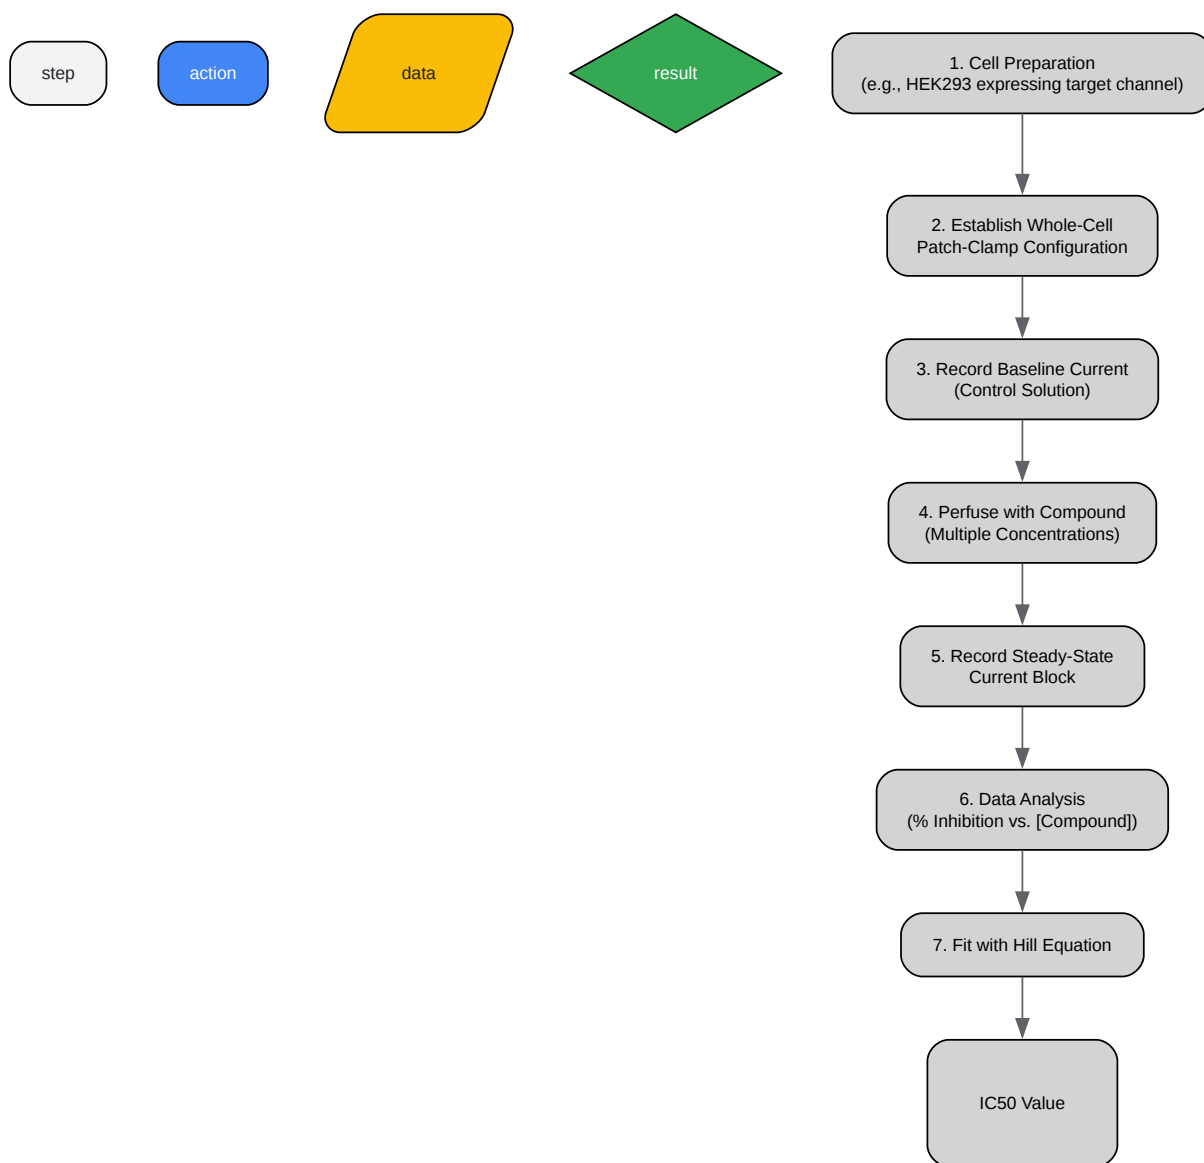 step
action
data
result
1. Cell Preparation
(e.g., HEK293 expressing target channel)
2. Establish Whole-Cell
Patch-Clamp Configuration
3. Record Baseline Current
(Control Solution)
4. Perfuse with Compound
(Multiple Concentrations)
5. Record Steady-State
Current Block
6. Data Analysis
(% Inhibition vs. [Compound])
7. Fit with Hill Equation
IC50 Value